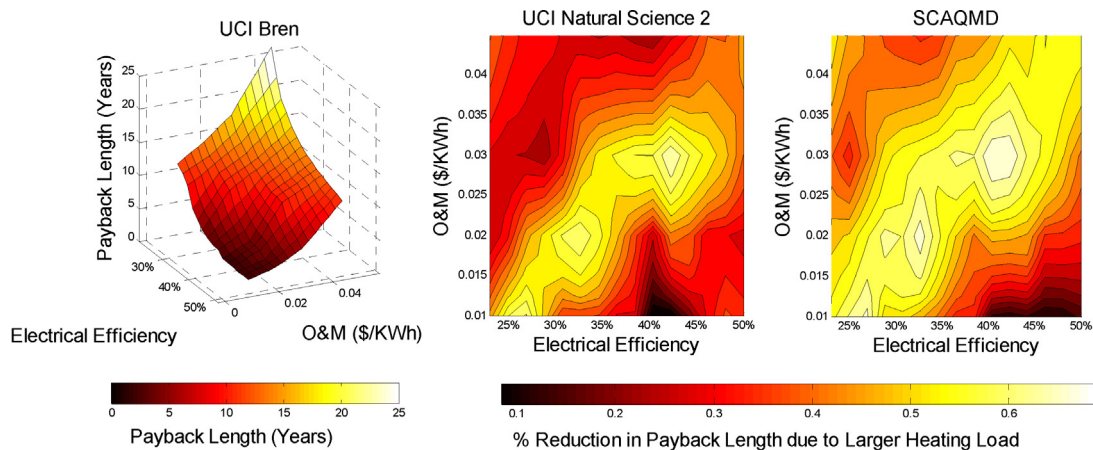 UCI Bren
Payback Length (Years)
25
20
15
10
5
0
30%
40%
50%
0
0.02
0.04
Electrical Efficiency
O&M ($/KWh)
0 5 10 15 20 25
Payback Length (Years)
UCI Natural Science 2
O&M ($/KWh)
0.04
0.035
0.03
0.025
0.02
0.015
0.01
25% 30% 35% 40% 45% 50%
Electrical Efficiency
SCAQMD
O&M ($/KWh)
0.04
0.035
0.03
0.025
0.02
0.015
0.01
25% 30% 35% 40% 45% 50%
Electrical Efficiency
0.1 0.2 0.3 0.4 0.5 0.6
% Reduction in Payback Length due to Larger Heating Load